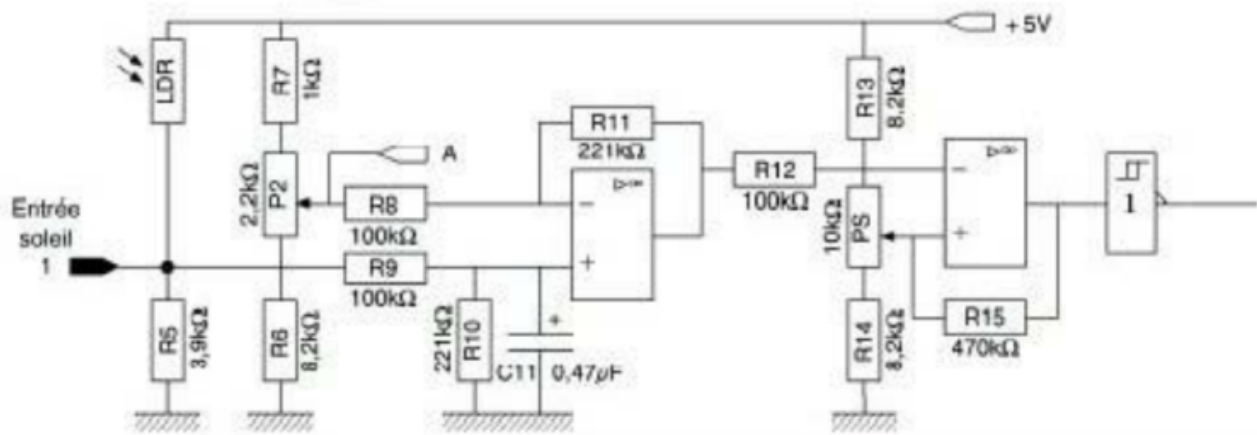 +5V
LDR
R7
1kΩ
R13
8.2kΩ
A
R11
221kΩ
2,2kΩ
P2
R8
100kΩ
R12
100kΩ
10kΩ
PS
1
Entrée
soleil
1
R9
100kΩ
R5
3,9kΩ
R6
8,2kΩ
221kΩ
R10
C11 0,47µF
R14
8,2kΩ
R15
470kΩ